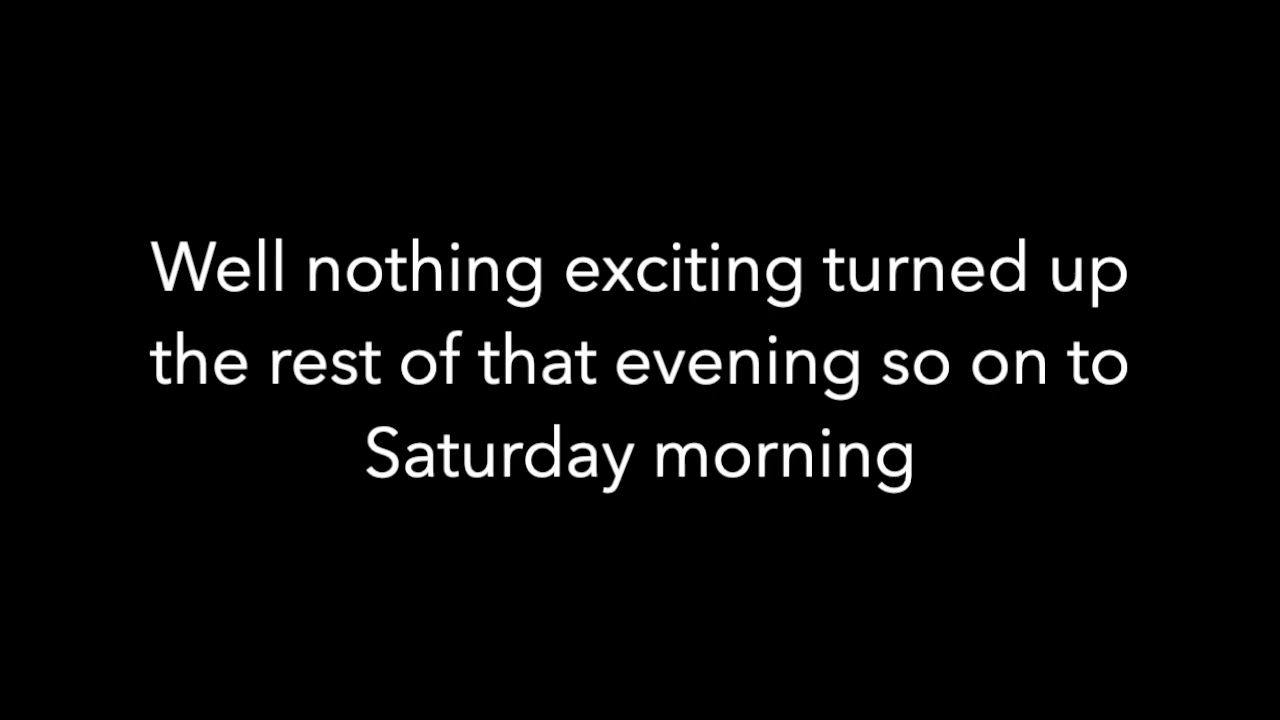 Well nothing exciting turned up
the rest of that evening so on to
Saturday morning